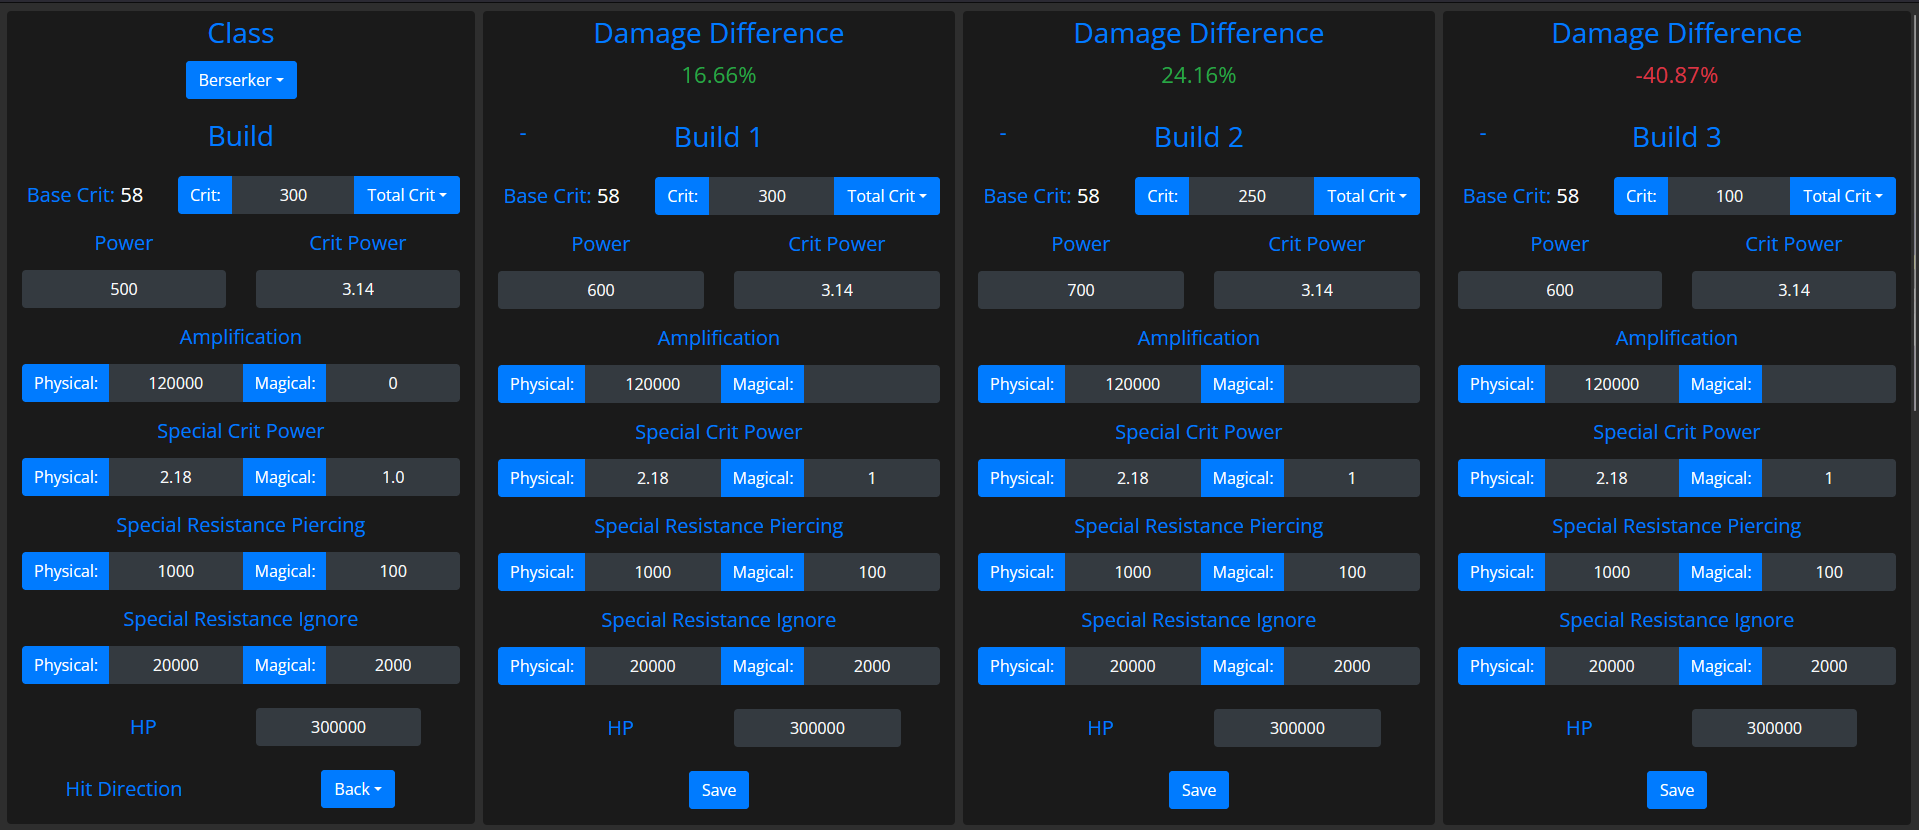 Class
Berserker
Build
Base Crit: 58 Crit: 300 Total Crit
Power Crit Power
500 3.14
Amplification
Physical: 120000 Magical: 0
Special Crit Power
Physical: 2.18 Magical: 1.0
Special Resistance Piercing
Physical: 1000 Magical: 100
Special Resistance Ignore
Physical: 20000 Magical: 2000
HP 300000
Hit Direction Back
Damage Difference
16.66%
- Build 1
Base Crit: 58 Crit: 300 Total Crit
Power Crit Power
600 3.14
Amplification
Physical: 120000 Magical:
Special Crit Power
Physical: 2.18 Magical: 1
Special Resistance Piercing
Physical: 1000 Magical: 100
Special Resistance Ignore
Physical: 20000 Magical: 2000
HP 300000
Save
Damage Difference
24.16%
- Build 2
Base Crit: 58 Crit: 250 Total Crit
Power Crit Power
700 3.14
Amplification
Physical: 120000 Magical:
Special Crit Power
Physical: 2.18 Magical: 1
Special Resistance Piercing
Physical: 1000 Magical: 100
Special Resistance Ignore
Physical: 20000 Magical: 2000
HP 300000
Save
Damage Difference
-40.87%
- Build 3
Base Crit: 58 Crit: 100 Total Crit
Power Crit Power
600 3.14
Amplification
Physical: 120000 Magical:
Special Crit Power
Physical: 2.18 Magical: 1
Special Resistance Piercing
Physical: 1000 Magical: 100
Special Resistance Ignore
Physical: 20000 Magical: 2000
HP 300000
Save